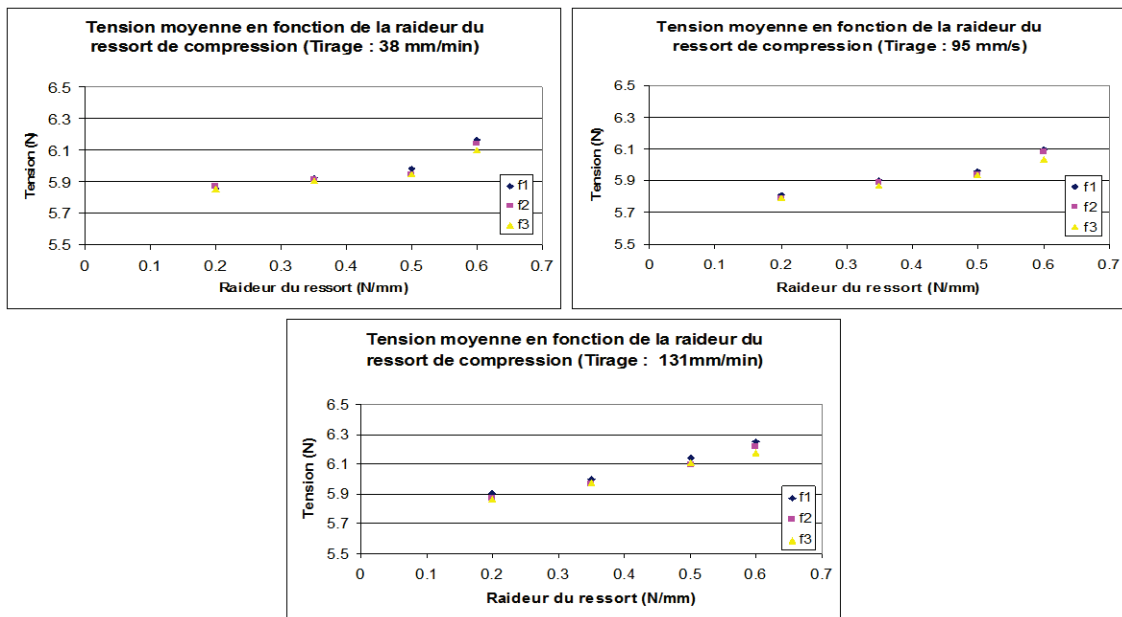 Tension moyenne en fonction de la raideur du
ressort de compression (Tirage : 38 mm/min)
6.5
6.3
6.1
5.9
5.7
5.5
Tension (N)
0 0.1 0.2 0.3 0.4 0.5 0.6 0.7
Raideur du ressort (N/mm)
f1
f2
f3
Tension moyenne en fonction de la raideur du
ressort de compression (Tirage : 95 mm/s)
6.5
6.3
6.1
5.9
5.7
5.5
Tension (N)
0 0.1 0.2 0.3 0.4 0.5 0.6 0.7
Raideur du ressort (N/mm)
f1
f2
f3
Tension moyenne en fonction de la raideur du
ressort de compression (Tirage : 131mm/min)
6.5
6.3
6.1
5.9
5.7
5.5
Tension (N)
0 0.1 0.2 0.3 0.4 0.5 0.6 0.7
Raideur du ressort (N/mm)
f1
f2
f3